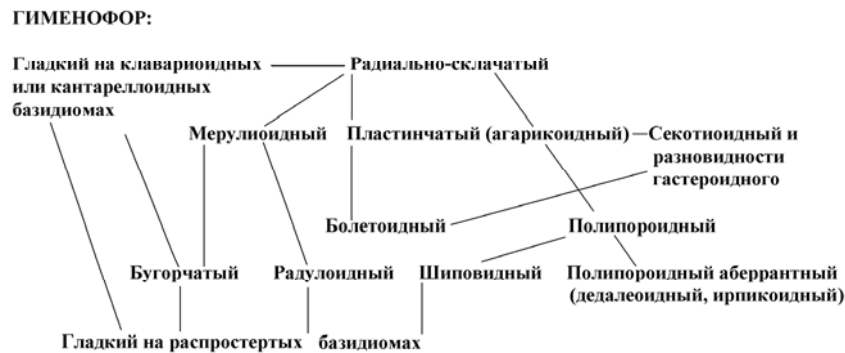 ГИМЕНОФОР:
Гладкий на клавариоидных
или кантареллоидных
базидиомах
Радиально-склачатый
Мерулиоидный
Пластинчатый (агарикоидный)
Секотиоидный и
разновидности
гастероидного
Болетоидный
Полипороидный
Бугорчатый
Радулоидный
Шиповидный
Полипороидный аберрантный
(дедалеоидный, ирпикоидный)
Гладкий на распростертых базидиомах